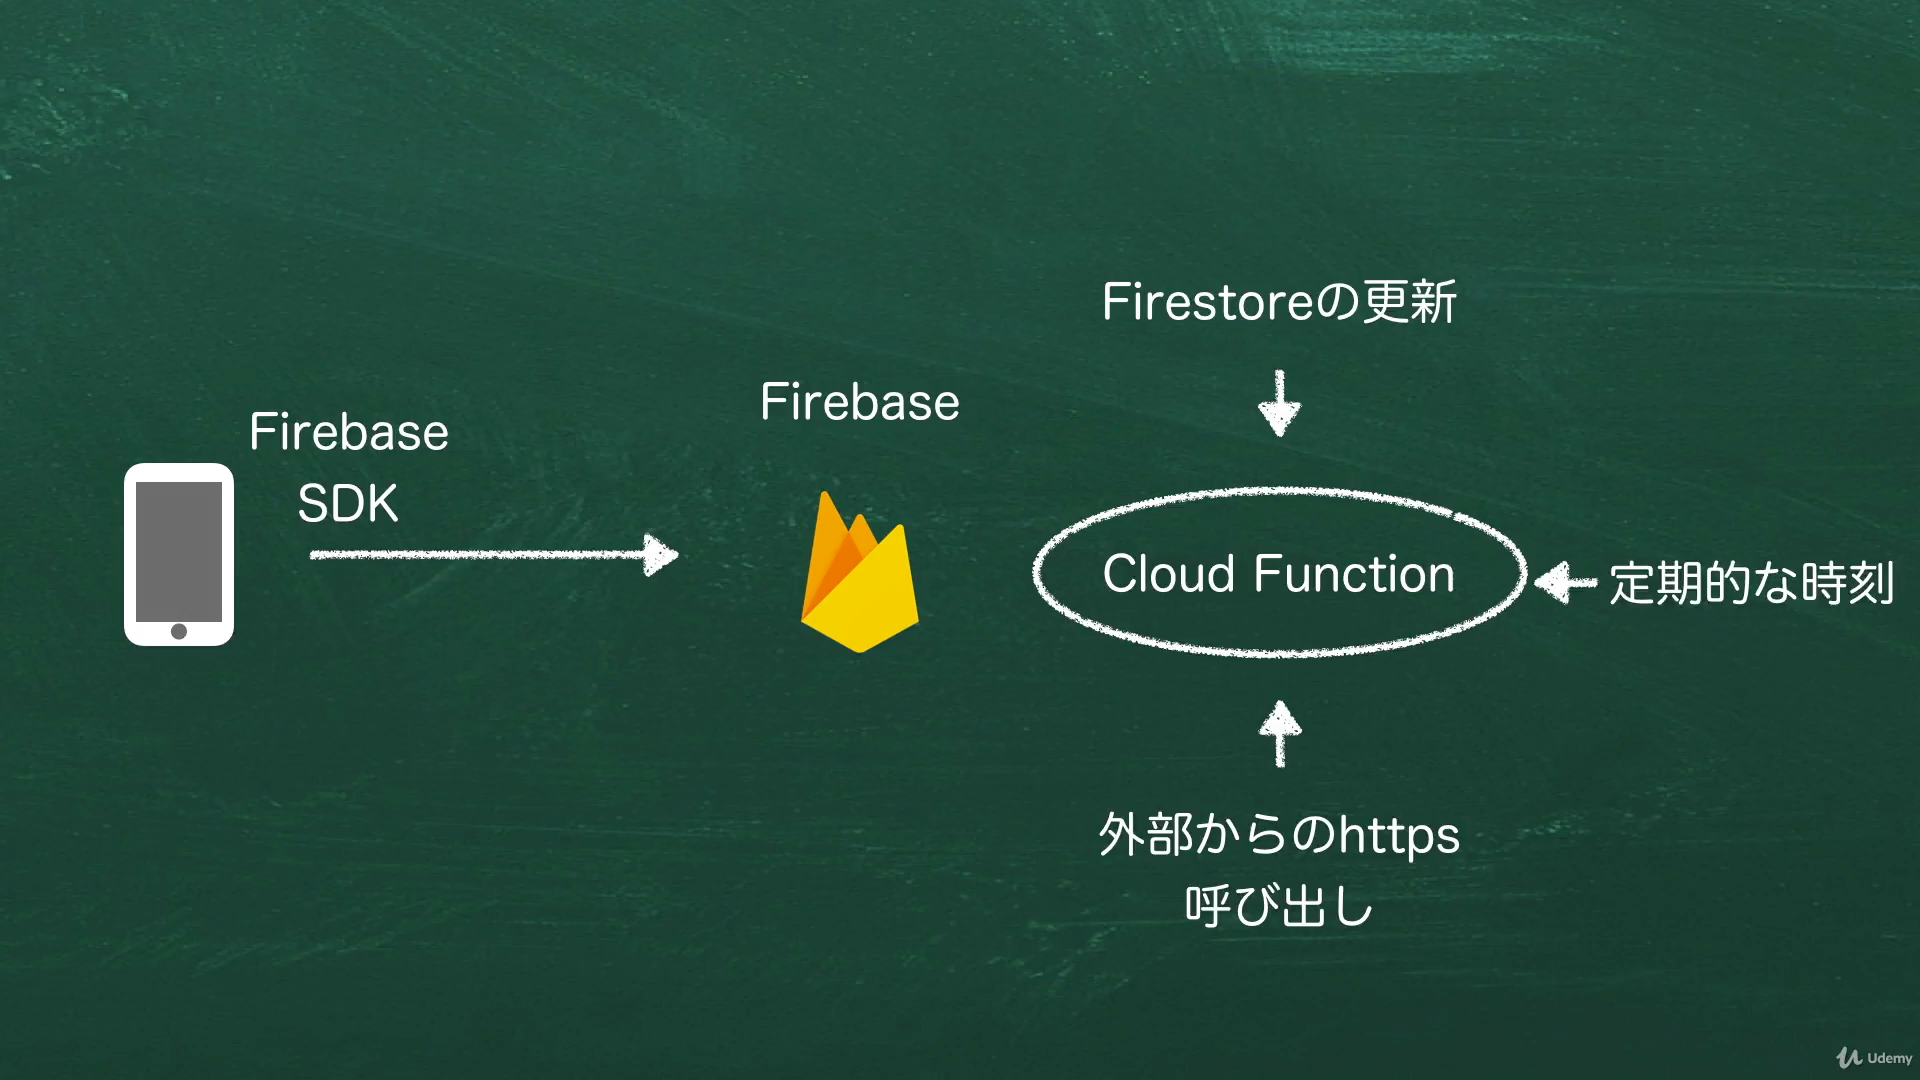 Firebase
SDK
Firebase
Firestoreの更新
Cloud Function
定期的な時刻
外部からのhttps
呼び出し
Udemy